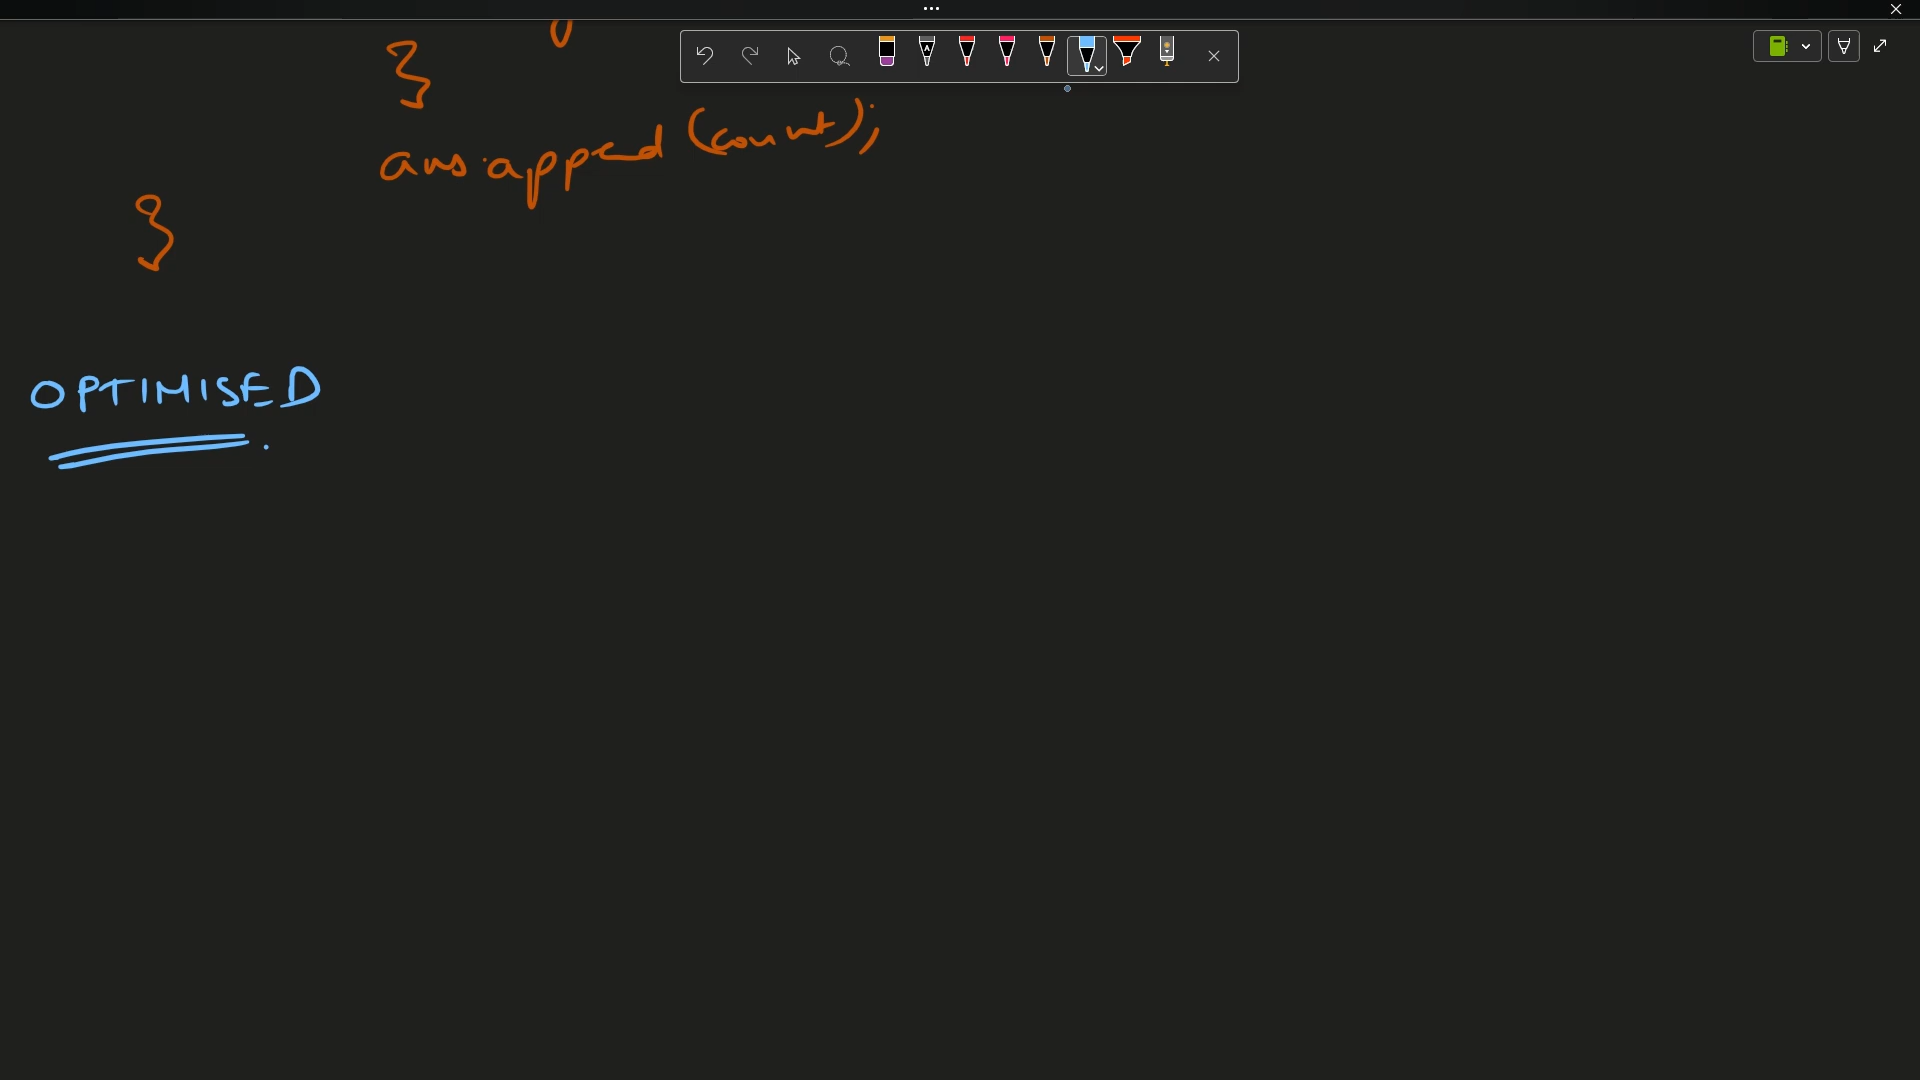 }
ans.append(count);
}
OPTIMISED